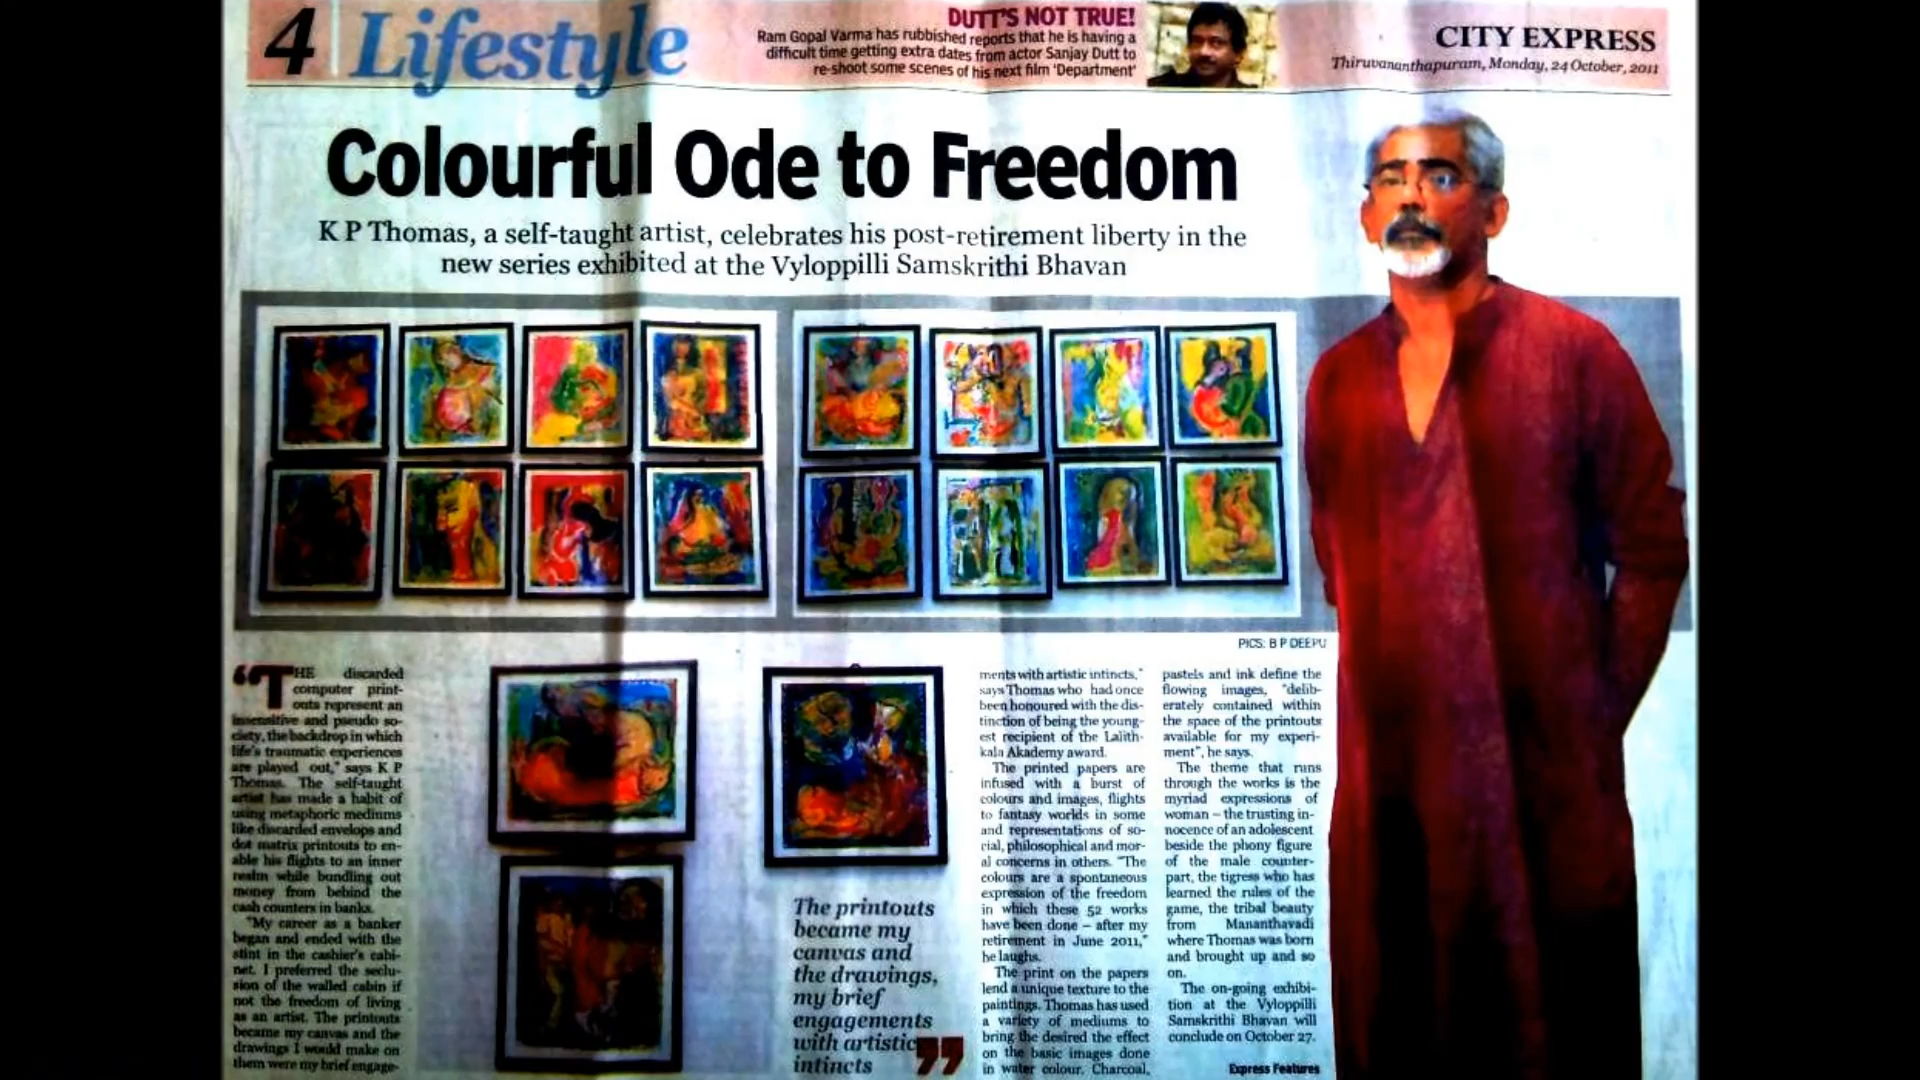 4 Lifestyle
DUTT'S NOT TRUE!
Ram Gopal Varma has rubbished reports that he is having a
difficult time getting extra dates from actor Sanjay Dutt to
re-shoot some scenes of his next film 'Department'
CITY EXPRESS
Thiruvananthapuram, Monday, 24 October, 2011
Colourful Ode to Freedom
K P Thomas, a self-taught artist, celebrates his post-retirement liberty in the
new series exhibited at the Vyloppilli Samskrithi Bhavan
PICS: B P DEEPU
“THE discarded
computer print-
outs represent an
insensitive and pseudo so-
ciety, the backdrop in which
life's traumatic experiences
are played out," says K P
Thomas. The self-taught
artist has made a habit of
using metaphoric mediums
like discarded envelops and
dot matrix printouts to en-
able his flights to an inner
realm while bundling out
money from behind the
cash counters in banks.
"My career as a banker
began and ended with the
stint in the cashier's cabi-
net. I preferred the seclu-
sion of the walled cabin if
not the freedom of living
as an artist. The printouts
became my canvas and the
drawings I would make on
them were my brief engage-
The printouts
became my
canvas and
the drawings,
my brief
engagements
with artistic
intincts ”
ments with artistic intincts,"
says Thomas who had once
been honoured with the dis-
tinction of being the young-
est recipient of the Lalith-
kala Akademy award.
The printed papers are
infused with a burst of
colours and images, flights
to fantasy worlds in some
and representations of so-
cial, philosophical and mor-
al concerns in others. "The
colours are a spontaneous
expression of the freedom
in which these 52 works
have been done – after my
retirement in June 2011,"
he laughs.
The print on the papers
lend a unique texture to the
paintings. Thomas has used
a variety of mediums to
bring the desired the effect
on the basic images done
in water colour. Charcoal,
pastels and ink define the
flowing images, "delib-
erately contained within
the space of the printouts
available for my experi-
ment", he says.
The theme that runs
through the works is the
myriad expressions of
woman – the trusting in-
nocence of an adolescent
beside the phony figure
of the male counter-
part, the tigress who has
learned the rules of the
game, the tribal beauty
from Mananthavadi
where Thomas was born
and brought up and so
on.
The on-going exhibi-
tion at the Vyloppilli
Samskrithi Bhavan will
conclude on October 27.
Express Features